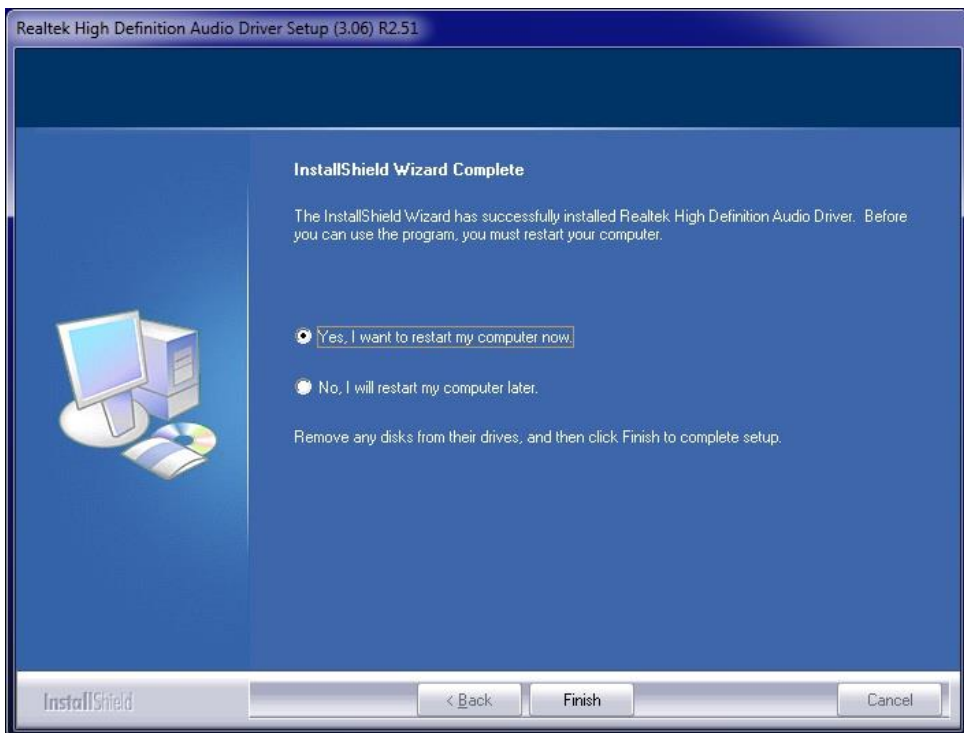 Realtek High Definition Audio Driver Setup (3.06) R2.51
InstallShield Wizard Complete
The InstallShield Wizard has successfully installed Realtek High Definition Audio Driver. Before
you can use the program, you must restart your computer.
Yes, I want to restart my computer now.
No, I will restart my computer later.
Remove any disks from their drives, and then click Finish to complete setup.
InstallShield
< Back
Finish
Cancel